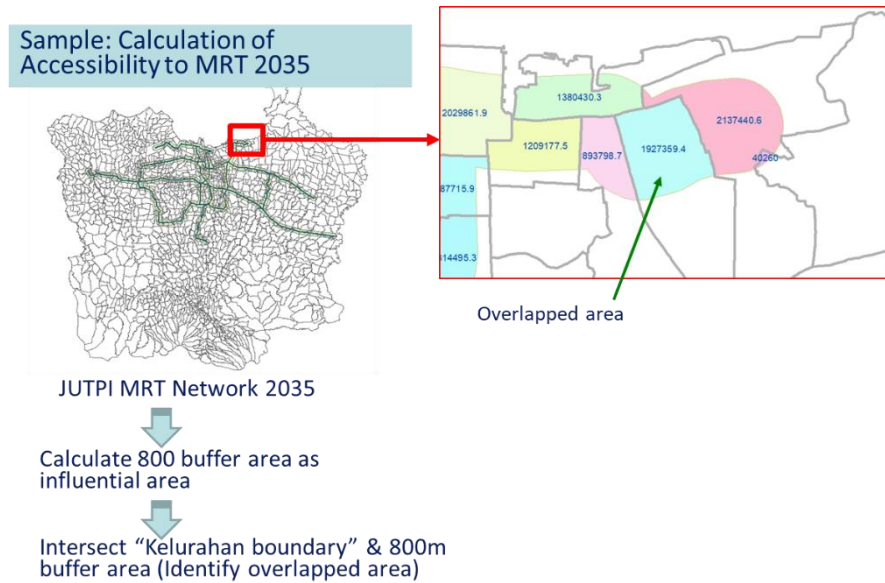 Sample: Calculation of
Accessibility to MRT 2035
1380430.3
2029861.9
2137440.6
1209177.5
893798.7
1927359.4
40260
87715.9
314495.3
Overlapped area
JUTPI MRT Network 2035
Calculate 800 buffer area as
influential area
Intersect “Kelurahan boundary” & 800m
buffer area (Identify overlapped area)